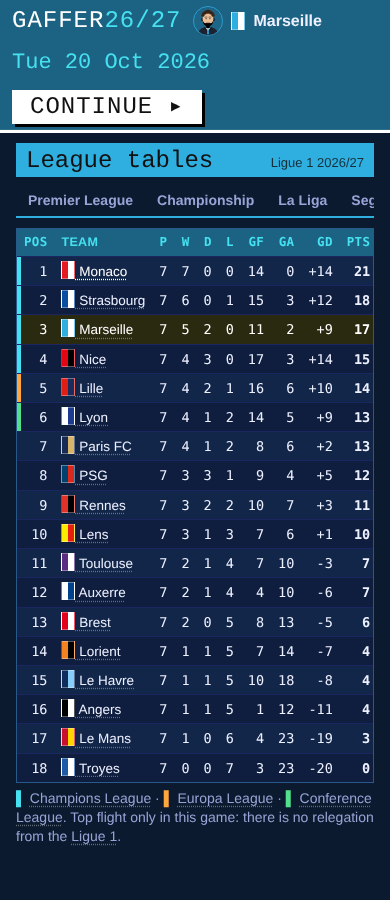 GAFFER26/27 Marseille
Tue 20 Oct 2026
CONTINUE ▸
League tables Ligue 1 2026/27
Premier League Championship La Liga
POS TEAM P W D L GF GA GD PTS
1 Monaco 7 7 0 0 14 0 +14 21
2 Strasbourg 7 6 0 1 15 3 +12 18
3 Marseille 7 5 2 0 11 2 +9 17
4 Nice 7 4 3 0 17 3 +14 15
5 Lille 7 4 2 1 16 6 +10 14
6 Lyon 7 4 1 2 14 5 +9 13
7 Paris FC 7 4 1 2 8 6 +2 13
8 PSG 7 3 3 1 9 4 +5 12
9 Rennes 7 3 2 2 10 7 +3 11
10 Lens 7 3 1 3 7 6 +1 10
11 Toulouse 7 2 1 4 7 10 -3 7
12 Auxerre 7 2 1 4 4 10 -6 7
13 Brest 7 2 0 5 8 13 -5 6
14 Lorient 7 1 1 5 7 14 -7 4
15 Le Havre 7 1 1 5 10 18 -8 4
16 Angers 7 1 1 5 1 12 -11 4
17 Le Mans 7 1 0 6 4 23 -19 3
18 Troyes 7 0 0 7 3 23 -20 0
Champions League · Europa League · Conference
League. Top flight only in this game: there is no relegation
from the Ligue 1.